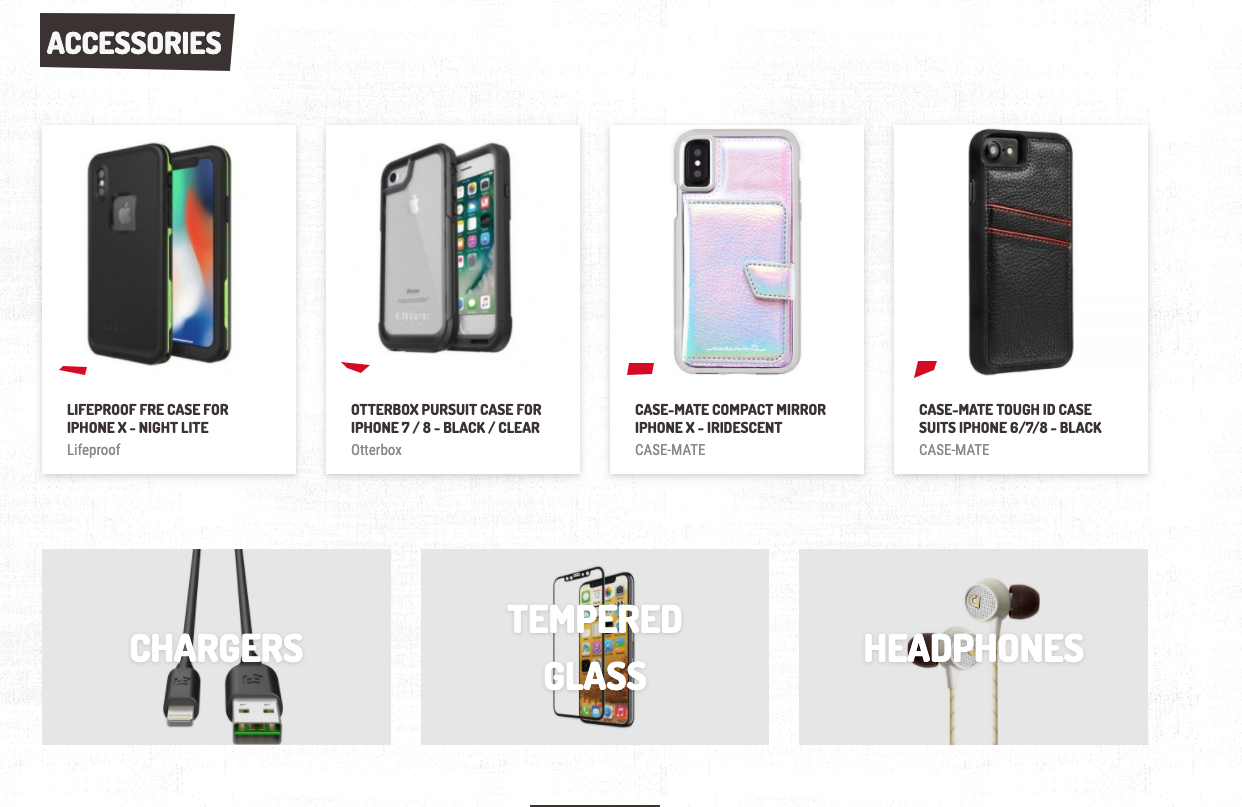 ACCESSORIES
LIFEPROOF FRE CASE FOR
IPHONE X - NIGHT LITE
Lifeproof
OTTERBOX PURSUIT CASE FOR
IPHONE 7 / 8 - BLACK / CLEAR
Otterbox
CASE-MATE COMPACT MIRROR
IPHONE X - IRIDESCENT
CASE-MATE
CASE-MATE TOUGH ID CASE
SUITS IPHONE 6/7/8 - BLACK
CASE-MATE
CHARGERS
TEMPERED
GLASS
HEADPHONES